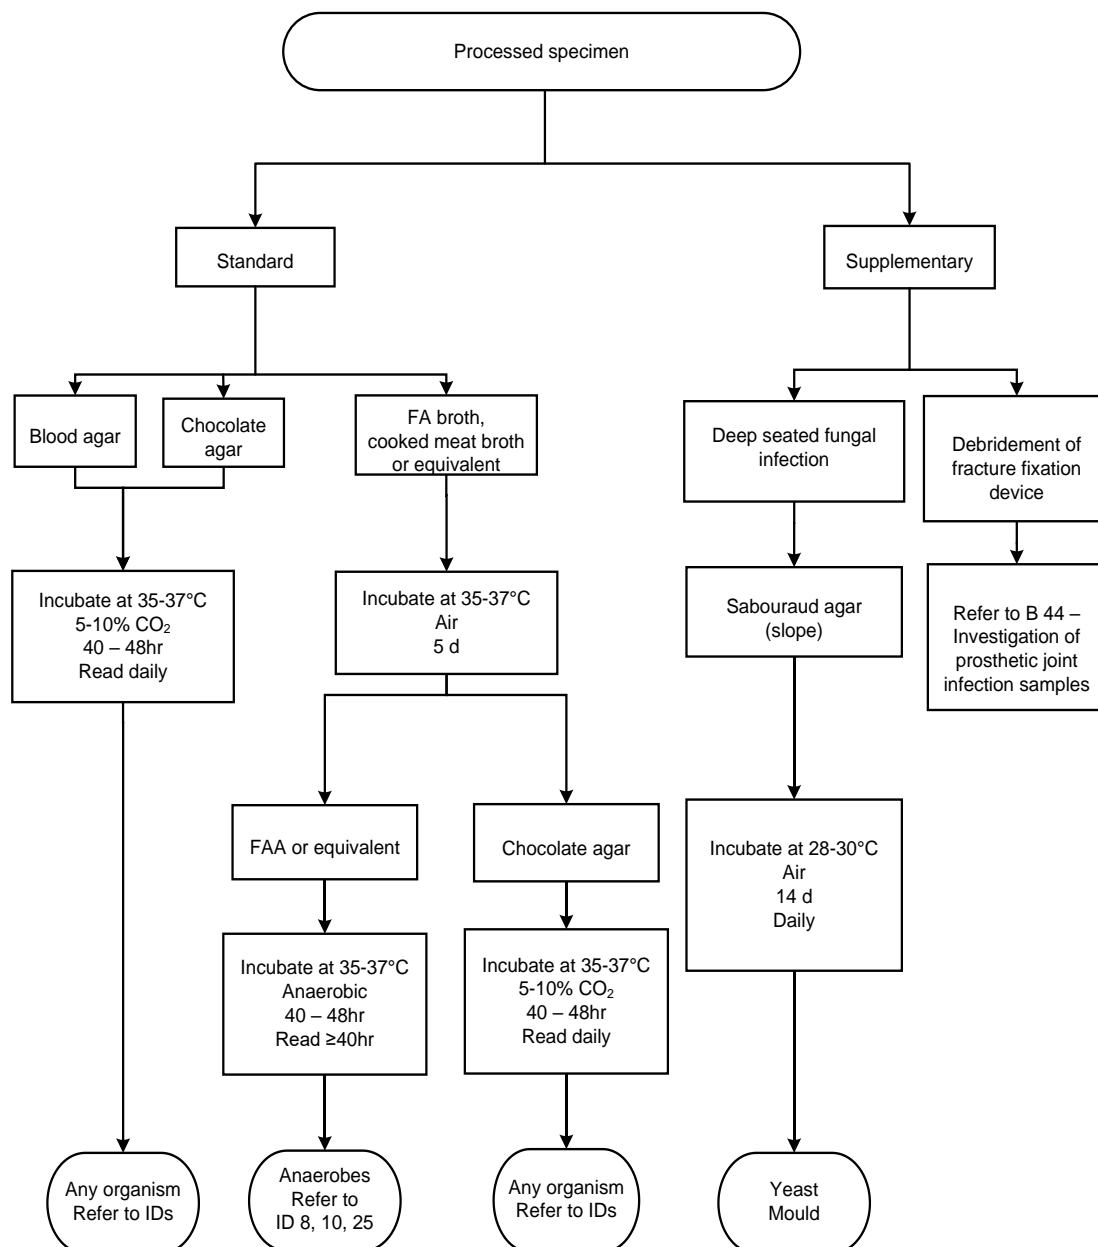 Processed specimen
Standard
Supplementary
Blood agar
Chocolate
agar
FA broth,
cooked meat broth
or equivalent
Deep seated fungal
infection
Debridement of
fracture fixation
device
Incubate at 35-37°C
5-10% CO₂
40 – 48hr
Read daily
Incubate at 35-37°C
Air
5 d
Sabouraud agar
(slope)
Refer to B 44 –
Investigation of
prosthetic joint
infection samples
FAA or equivalent
Chocolate agar
Incubate at 28-30°C
Air
14 d
Daily
Incubate at 35-37°C
Anaerobic
40 – 48hr
Read ≥40hr
Incubate at 35-37°C
5-10% CO₂
40 – 48hr
Read daily
Any organism
Refer to IDs
Anaerobes
Refer to
ID 8, 10, 25
Any organism
Refer to IDs
Yeast
Mould